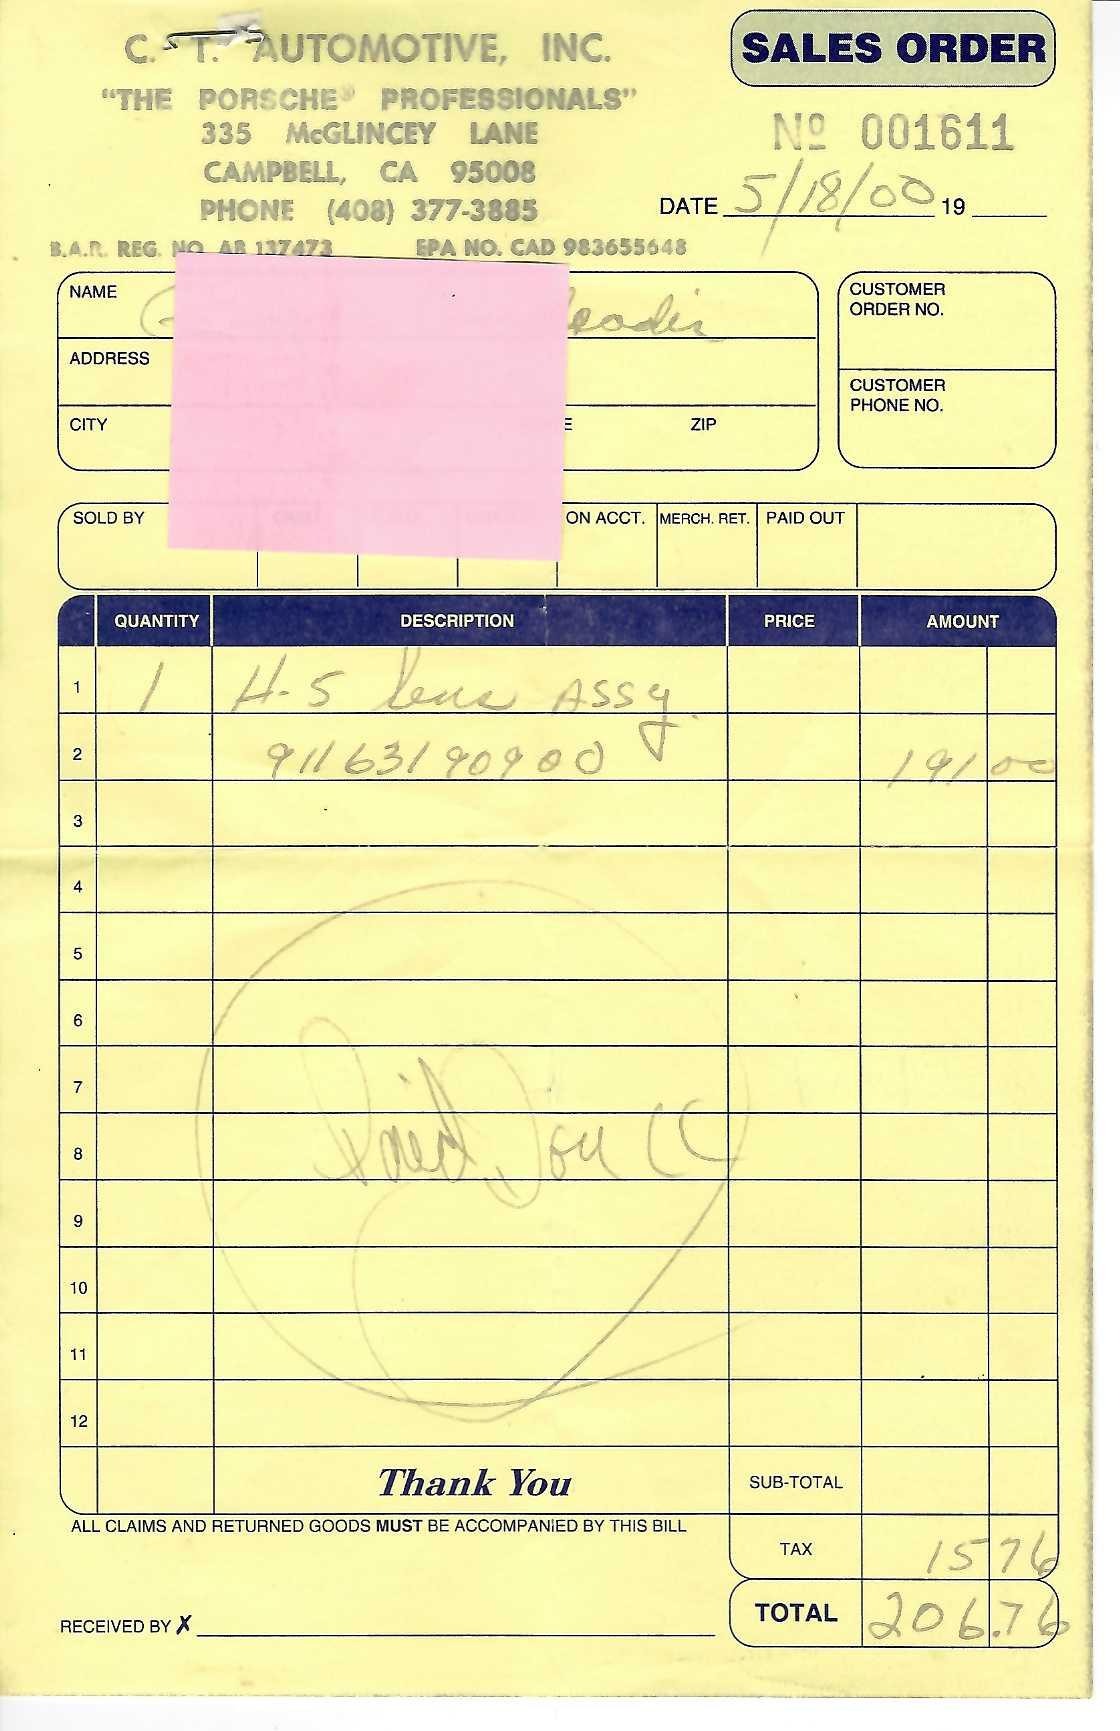 C. T. AUTOMOTIVE, INC.
SALES ORDER
"THE PORSCHE® PROFESSIONALS"
335 McGLINCEY LANE
Nº 001611
CAMPBELL, CA 95008
PHONE (408) 377-3885
DATE 5/18/00 19
B.A.R. REG. NO. AB 137473 EPA NO. CAD 983655648
NAME
CUSTOMER
ORDER NO.
ADDRESS
CUSTOMER
PHONE NO.
CITY ZIP
SOLD BY ON ACCT. MERCH. RET. PAID OUT
QUANTITY DESCRIPTION PRICE AMOUNT
1 1 H-5 lens ASSY.
2 91163190900 191 00
3
4
5
6
7
8 Paid on CC
9
10
11
12
Thank You SUB-TOTAL
ALL CLAIMS AND RETURNED GOODS MUST BE ACCOMPANIED BY THIS BILL
TAX 15 76
TOTAL 206.76
RECEIVED BY X